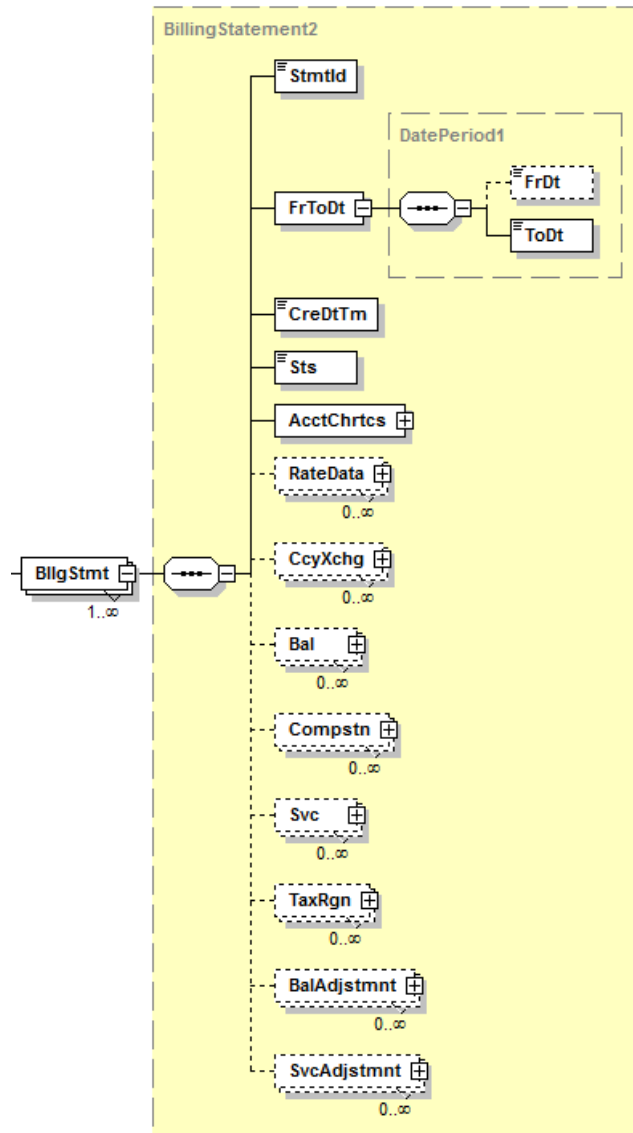 BillingStatement2
StmtId
DatePeriod1
FrDt
FrToDt
ToDt
CreDtTm
Sts
AcctChrtcs
RateData
0..∞
BllgStmt
1..∞
CcyXchg
0..∞
Bal
0..∞
Compstn
0..∞
Svc
0..∞
TaxRgn
0..∞
BalAdjstmnt
0..∞
SvcAdjstmnt
0..∞